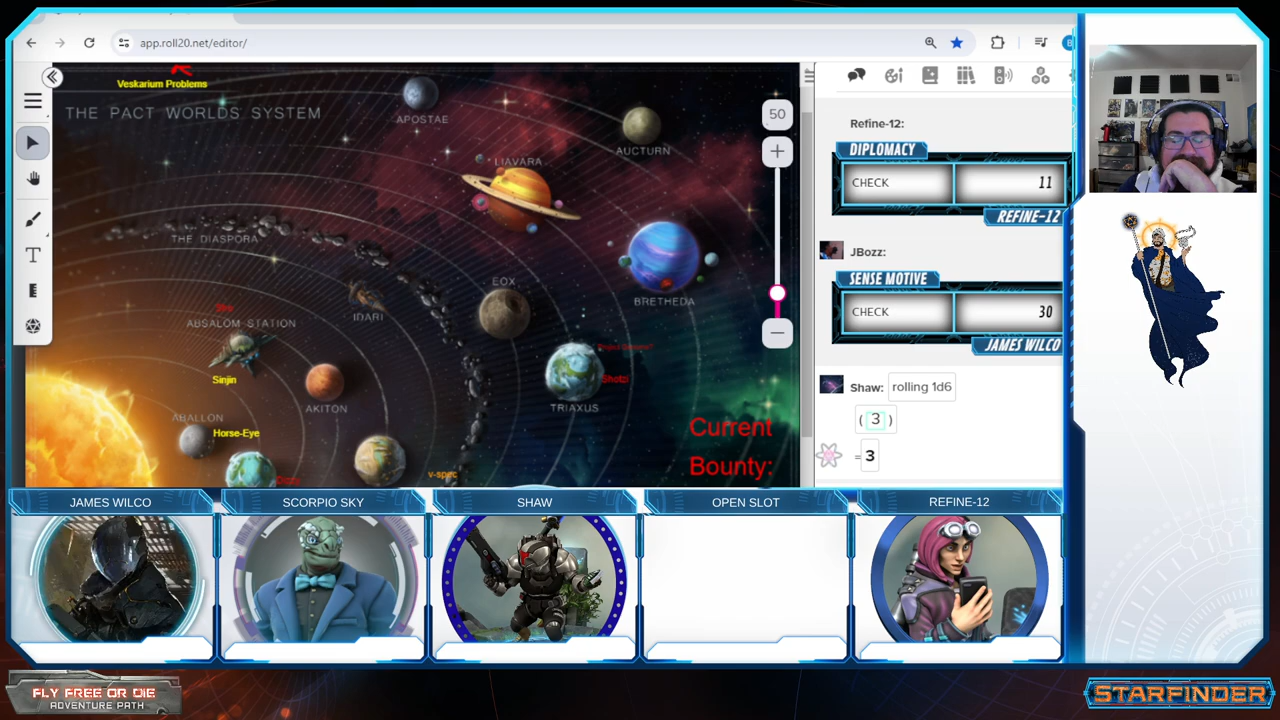 app.roll20.net/editor/
Veskarium Problems
THE PACT WORLDS SYSTEM
APOSTAE
AUCTURN
LIAVARA
THE DIASPORA
EOX
BRETHEDA
IDARI
ABSALOM STATION
Sinjin
Shotzi
AKITON
TRIAXUS
ABALLON
Horse-Eye
v-spec
Current
Bounty:
50
Refine-12:
DIPLOMACY
CHECK 11
REFINE-12
JBozz:
SENSE MOTIVE
CHECK 30
JAMES WILCO
Shaw: rolling 1d6
( 3 )
= 3
JAMES WILCO
SCORPIO SKY
SHAW
OPEN SLOT
REFINE-12
FLY FREE OR DIE
ADVENTURE PATH
STARFINDER